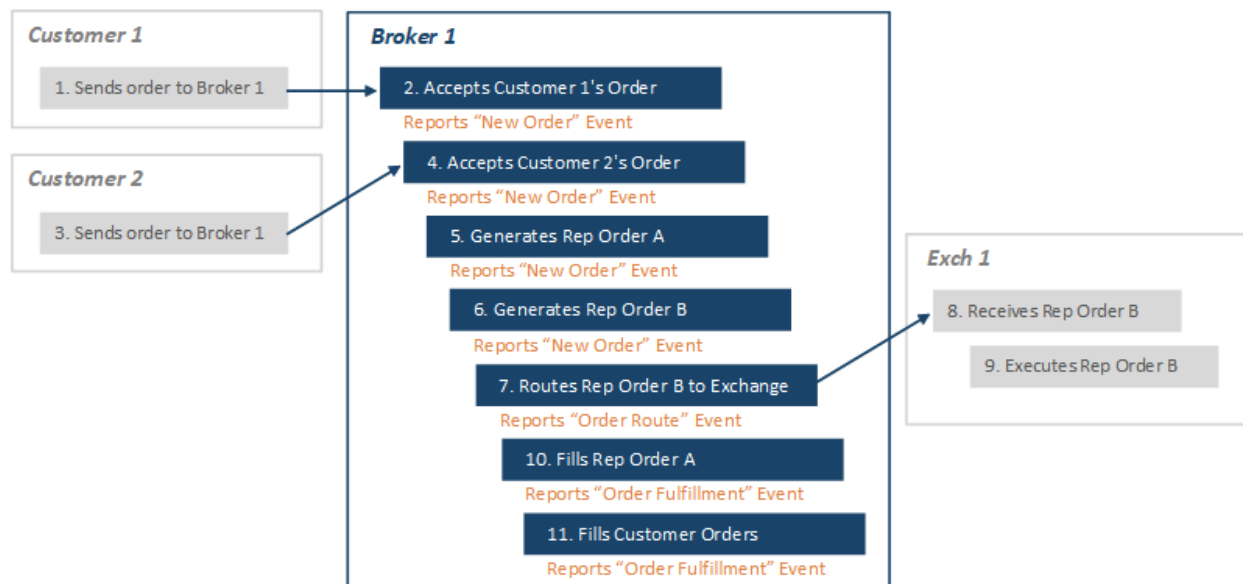 Customer 1
1. Sends order to Broker 1
Customer 2
3. Sends order to Broker 1
Broker 1
2. Accepts Customer 1's Order
Reports “New Order” Event
4. Accepts Customer 2's Order
Reports “New Order” Event
5. Generates Rep Order A
Reports “New Order” Event
6. Generates Rep Order B
Reports “New Order” Event
7. Routes Rep Order B to Exchange
Reports “Order Route” Event
10. Fills Rep Order A
Reports “Order Fulfillment” Event
11. Fills Customer Orders
Reports “Order Fulfillment” Event
Exch 1
8. Receives Rep Order B
9. Executes Rep Order B